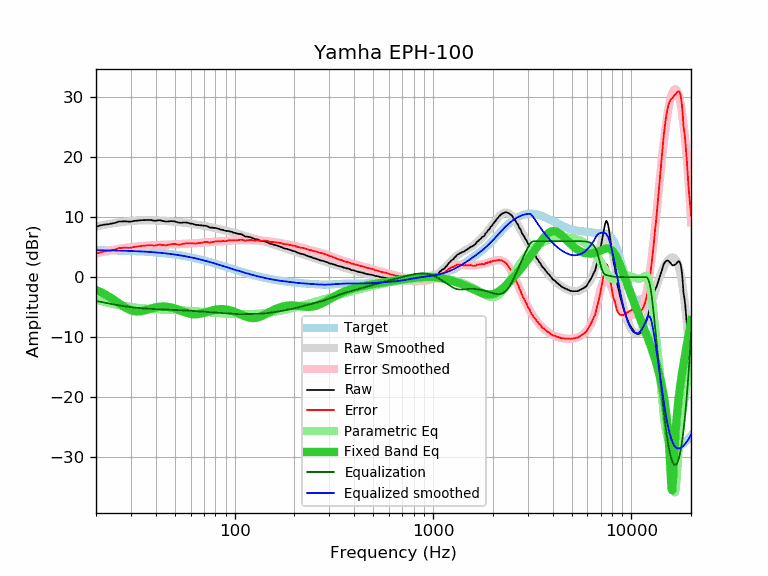 Yamha EPH-100
30
20
10
0
−10
−20
−30
Amplitude (dBr)
Target
Raw Smoothed
Error Smoothed
Raw
Error
Parametric Eq
Fixed Band Eq
Equalization
Equalized smoothed
100 1000 10000
Frequency (Hz)